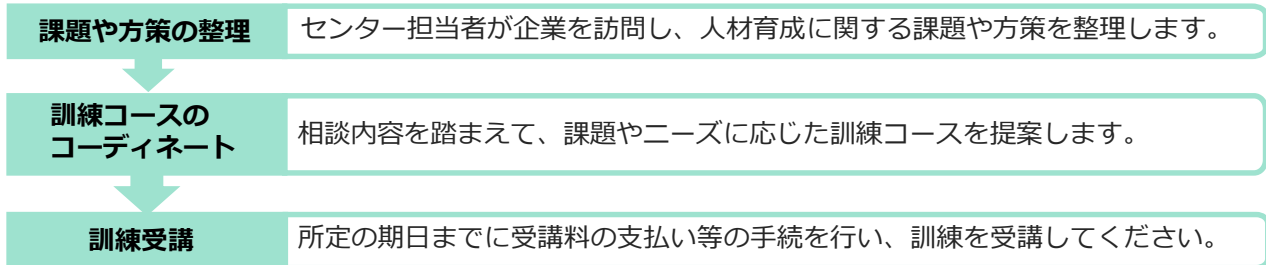 課題や方策の整理
センター担当者が企業を訪問し、人材育成に関する課題や方策を整理します。
訓練コースの
コーディネート
相談内容を踏まえて、課題やニーズに応じた訓練コースを提案します。
訓練受講
所定の期日までに受講料の支払い等の手続を行い、訓練を受講してください。